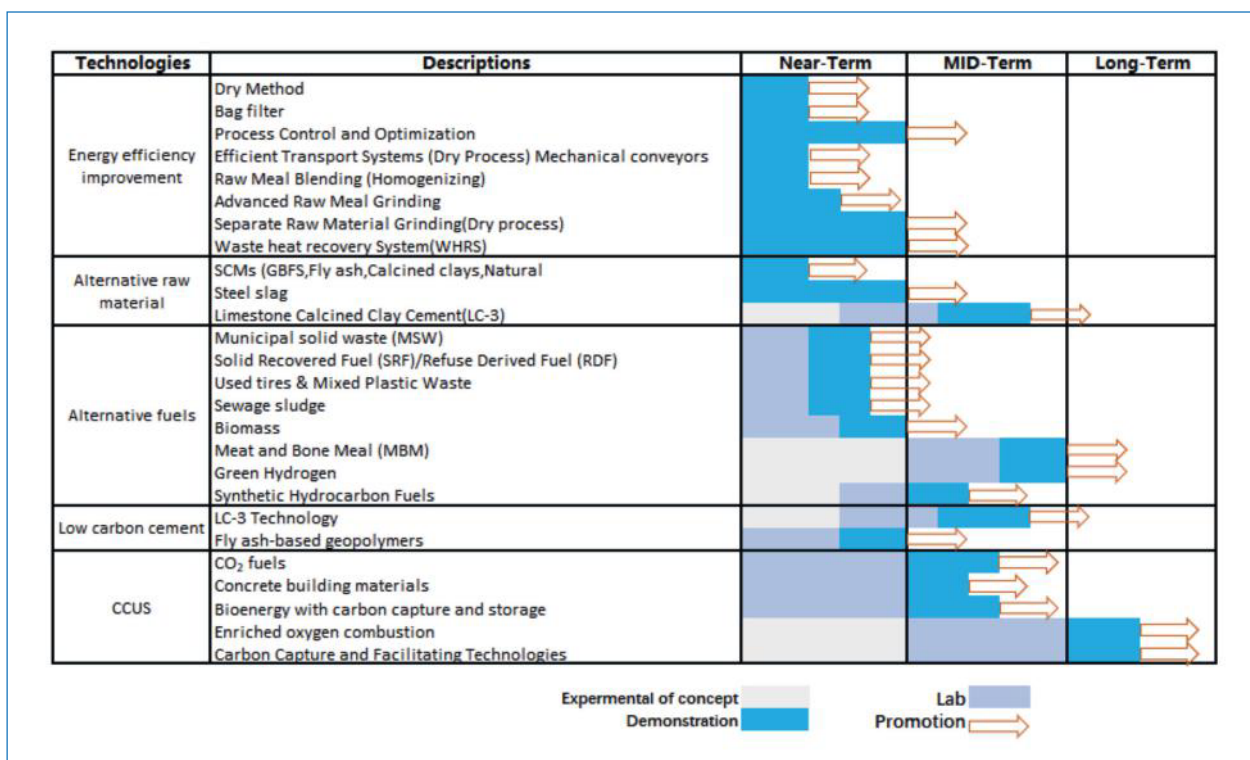 Technologies Descriptions Near-Term MID-Term Long-Term
Energy efficiency
improvement
Dry Method
Bag filter
Process Control and Optimization
Efficient Transport Systems (Dry Process) Mechanical conveyors
Raw Meal Blending (Homogenizing)
Advanced Raw Meal Grinding
Separate Raw Material Grinding(Dry process)
Waste heat recovery System(WHRS)
Alternative raw
material
SCMs (GBFS,Fly ash,Calcined clays,Natural
Steel slag
Limestone Calcined Clay Cement(LC-3)
Alternative fuels
Municipal solid waste (MSW)
Solid Recovered Fuel (SRF)/Refuse Derived Fuel (RDF)
Used tires & Mixed Plastic Waste
Sewage sludge
Biomass
Meat and Bone Meal (MBM)
Green Hydrogen
Synthetic Hydrocarbon Fuels
Low carbon cement
LC-3 Technology
Fly ash-based geopolymers
CCUS
CO₂ fuels
Concrete building materials
Bioenergy with carbon capture and storage
Enriched oxygen combustion
Carbon Capture and Facilitating Technologies
Expermental of concept
Lab
Demonstration
Promotion